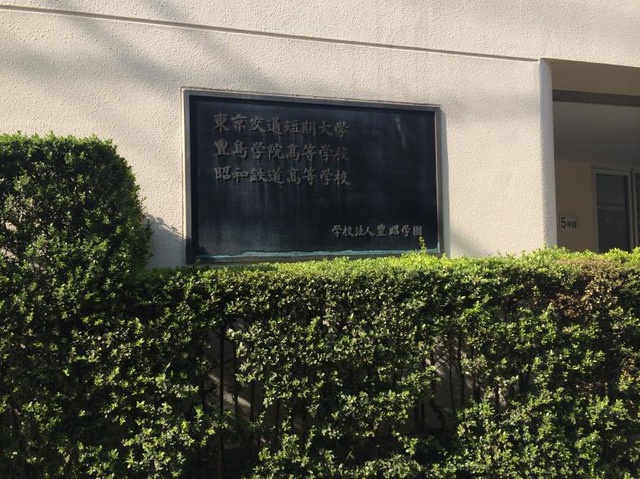 東京交通短期大學
豊島学院高等学校
昭和鉄道高等学校
学校法人豊昭学園